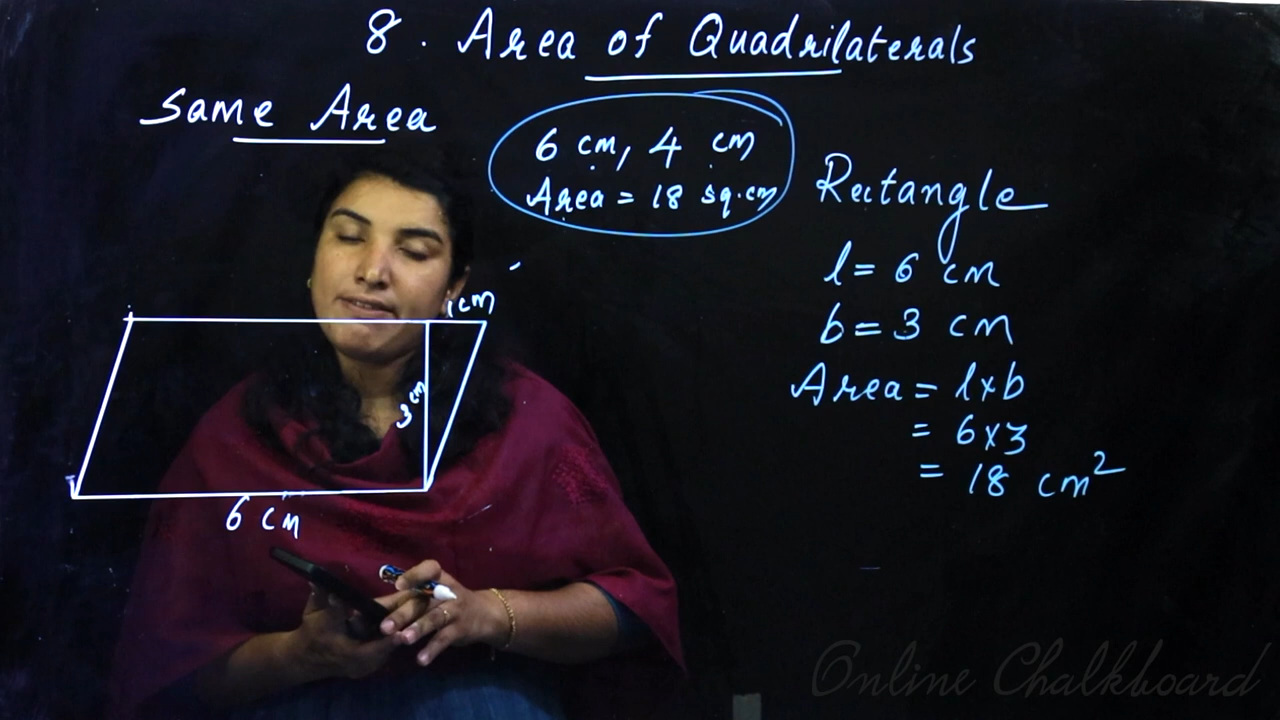 8. Area of Quadrilaterals
Same Area
6 cm, 4 cm
Area = 18 sq.cm
Rectangle
l = 6 cm
b = 3 cm
Area = l×b
= 6×3
= 18 cm²
1cm
3cm
6 cm
Online Chalkboard